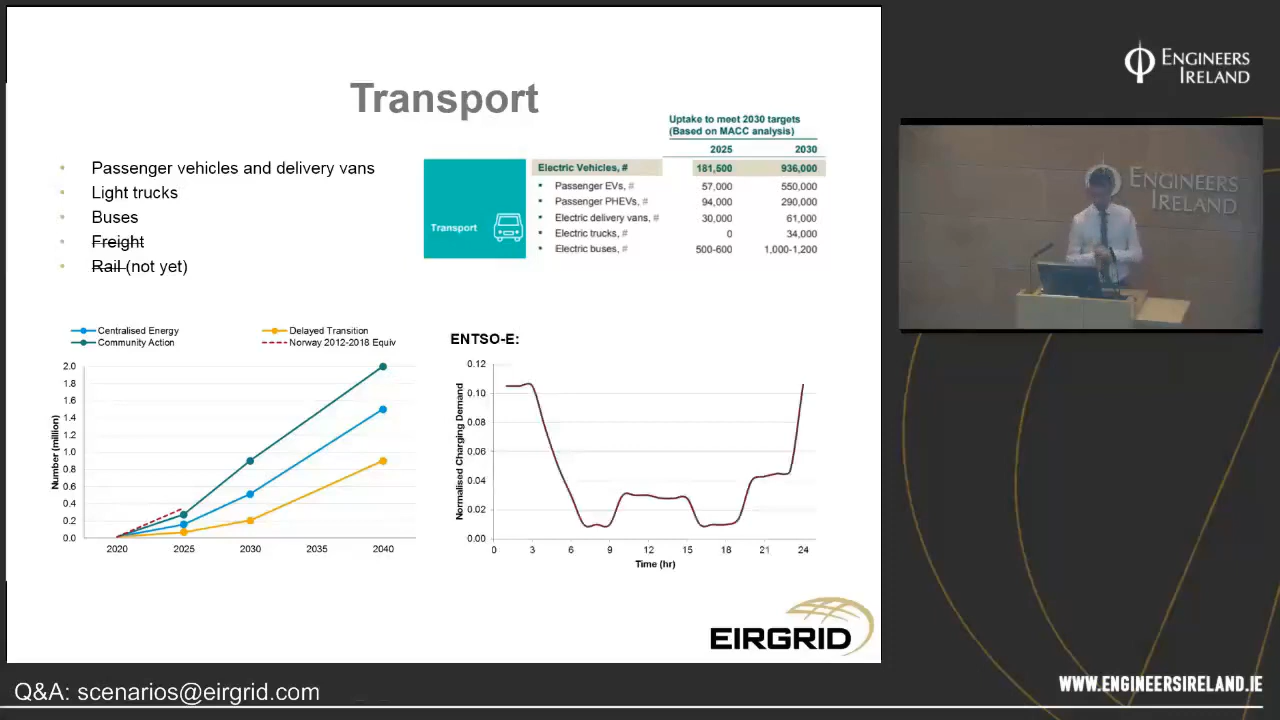 Transport
• Passenger vehicles and delivery vans
• Light trucks
• Buses
• Freight
• Rail (not yet)
Uptake to meet 2030 targets
(Based on MACC analysis)
2025 2030
Transport
Electric Vehicles, # 181,500 936,000
Passenger EVs, # 57,000 550,000
Passenger PHEVs, # 94,000 290,000
Electric delivery vans, # 30,000 61,000
Electric trucks, # 0 34,000
Electric buses, # 500-600 1,000-1,200
Centralised Energy Delayed Transition
Community Action Norway 2012-2018 Equiv
Number (million)
2.0
1.8
1.6
1.4
1.2
1.0
0.8
0.6
0.4
0.2
0.0
2020 2025 2030 2035 2040
ENTSO-E:
Normalised Charging Demand
0.12
0.10
0.08
0.06
0.04
0.02
0.00
0 3 6 9 12 15 18 21 24
Time (hr)
EIRGRID
ENGINEERS
IRELAND
ENGINEERS
IRELAND
Q&A: scenarios@eirgrid.com
WWW.ENGINEERSIRELAND.IE